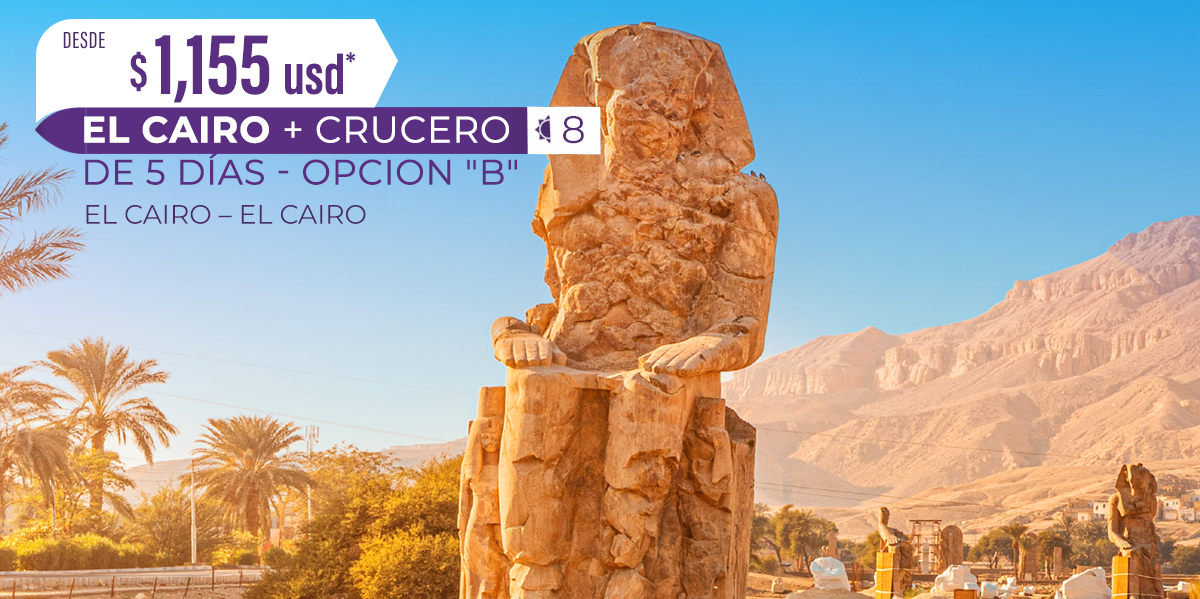 DESDE
$1,155 usd*
EL CAIRO + CRUCERO 8
DE 5 DÍAS - OPCION "B"
EL CAIRO – EL CAIRO